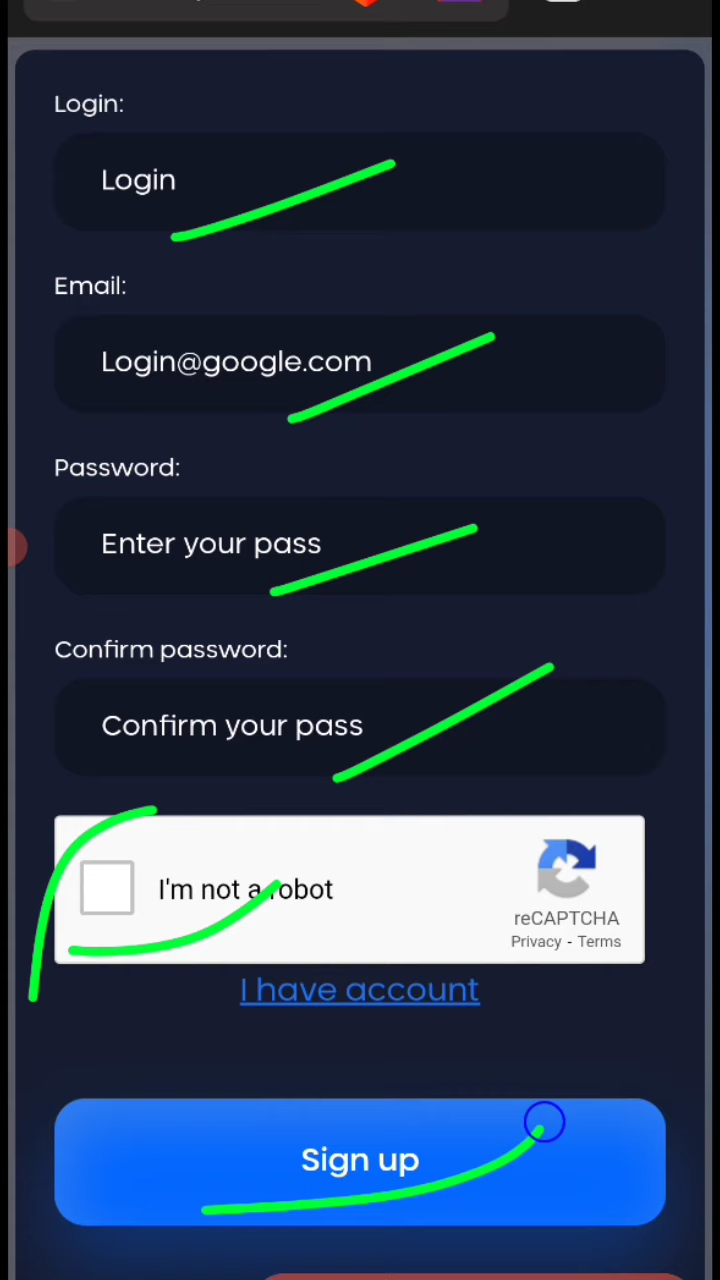 Login:
Login
Email:
Login@google.com
Password:
Enter your pass
Confirm password:
Confirm your pass
I'm not a robot
reCAPTCHA
Privacy - Terms
I have account
Sign up